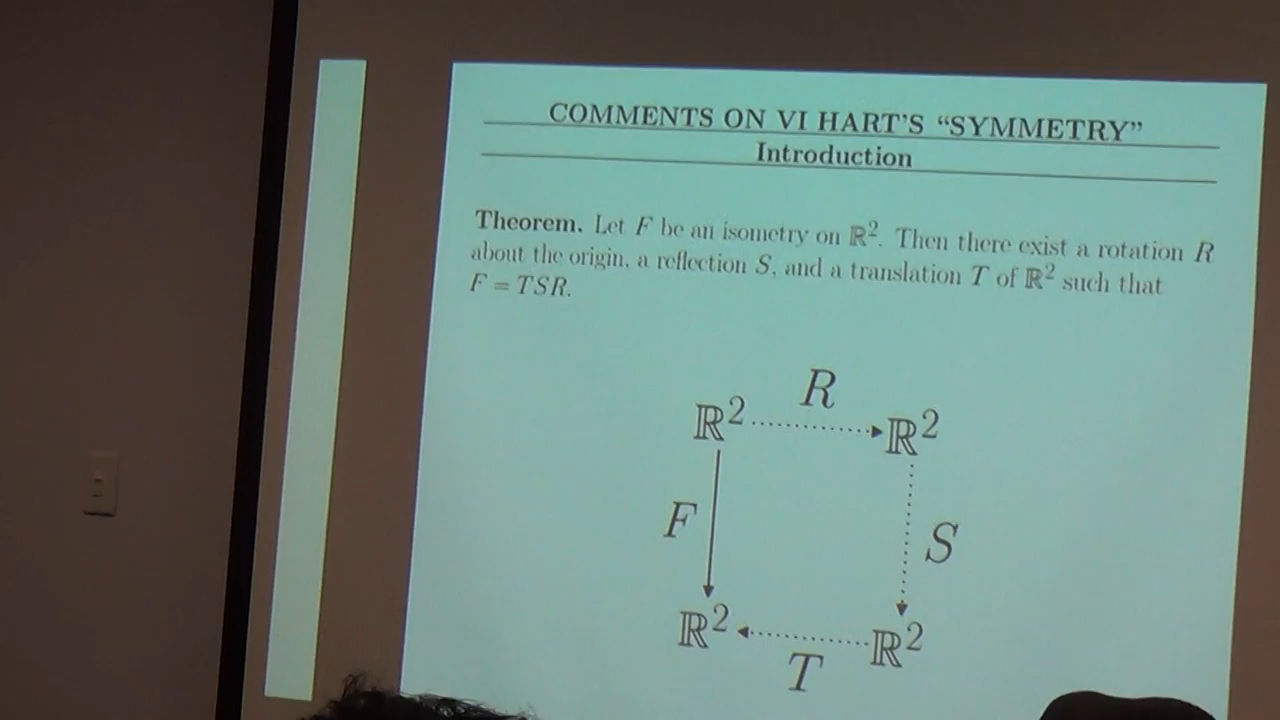 COMMENTS ON VI HART'S “SYMMETRY”
Introduction
Theorem. Let F be an isometry on ℝ². Then there exist a rotation R
about the origin, a reflection S, and a translation T of ℝ² such that
F = TSR.
R
ℝ² ℝ²
F S
ℝ² ℝ²
T